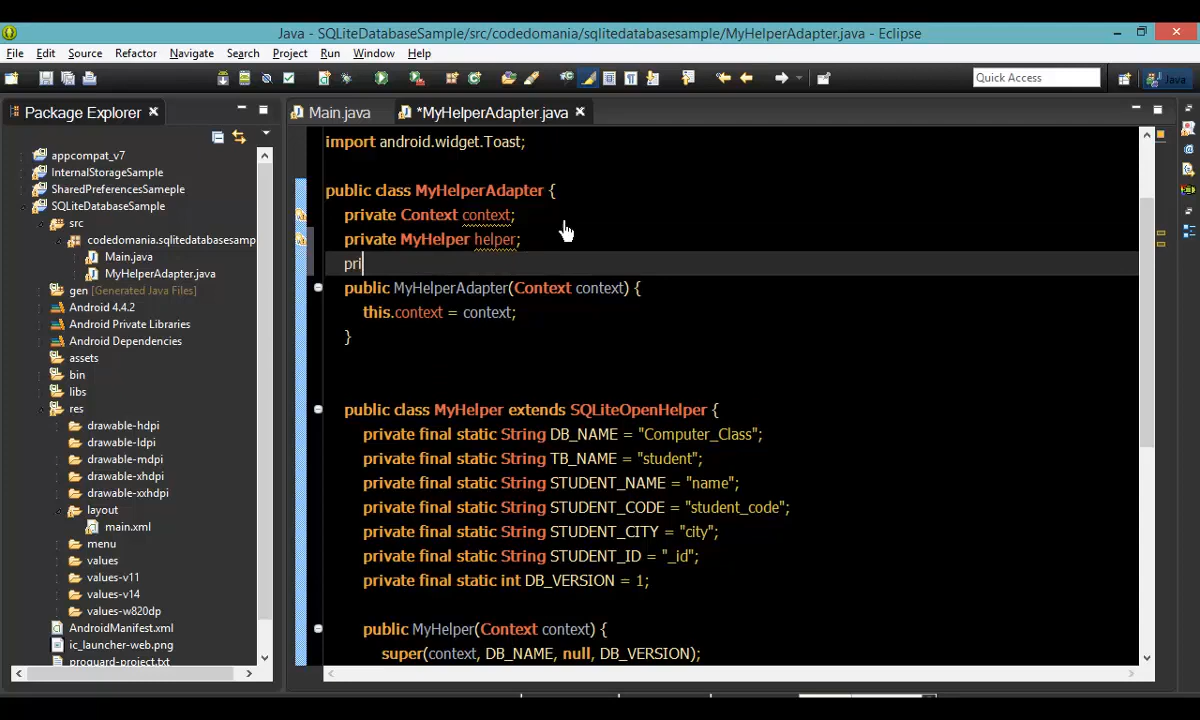 Java - SQLiteDatabaseSample/src/codedomania/sqlitedatabasesample/MyHelperAdapter.java - Eclipse
File Edit Source Refactor Navigate Search Project Run Window Help
Quick Access
Java
Package Explorer
Main.java
*MyHelperAdapter.java
appcompat_v7
InternalStorageSample
SharedPreferencesSameple
SQLiteDatabaseSample
src
codedomania.sqlitedatabasesamp
Main.java
MyHelperAdapter.java
gen [Generated Java Files]
Android 4.4.2
Android Private Libraries
Android Dependencies
assets
bin
libs
res
drawable-hdpi
drawable-ldpi
drawable-mdpi
drawable-xhdpi
drawable-xxhdpi
layout
main.xml
menu
values
values-v11
values-v14
values-w820dp
AndroidManifest.xml
ic_launcher-web.png
proguard-project.txt
import android.widget.Toast;
public class MyHelperAdapter {
private Context context;
private MyHelper helper;
pri
public MyHelperAdapter(Context context) {
this.context = context;
}
public class MyHelper extends SQLiteOpenHelper {
private final static String DB_NAME = "Computer_Class";
private final static String TB_NAME = "student";
private final static String STUDENT_NAME = "name";
private final static String STUDENT_CODE = "student_code";
private final static String STUDENT_CITY = "city";
private final static String STUDENT_ID = "_id";
private final static int DB_VERSION = 1;
public MyHelper(Context context) {
super(context, DB_NAME, null, DB_VERSION);